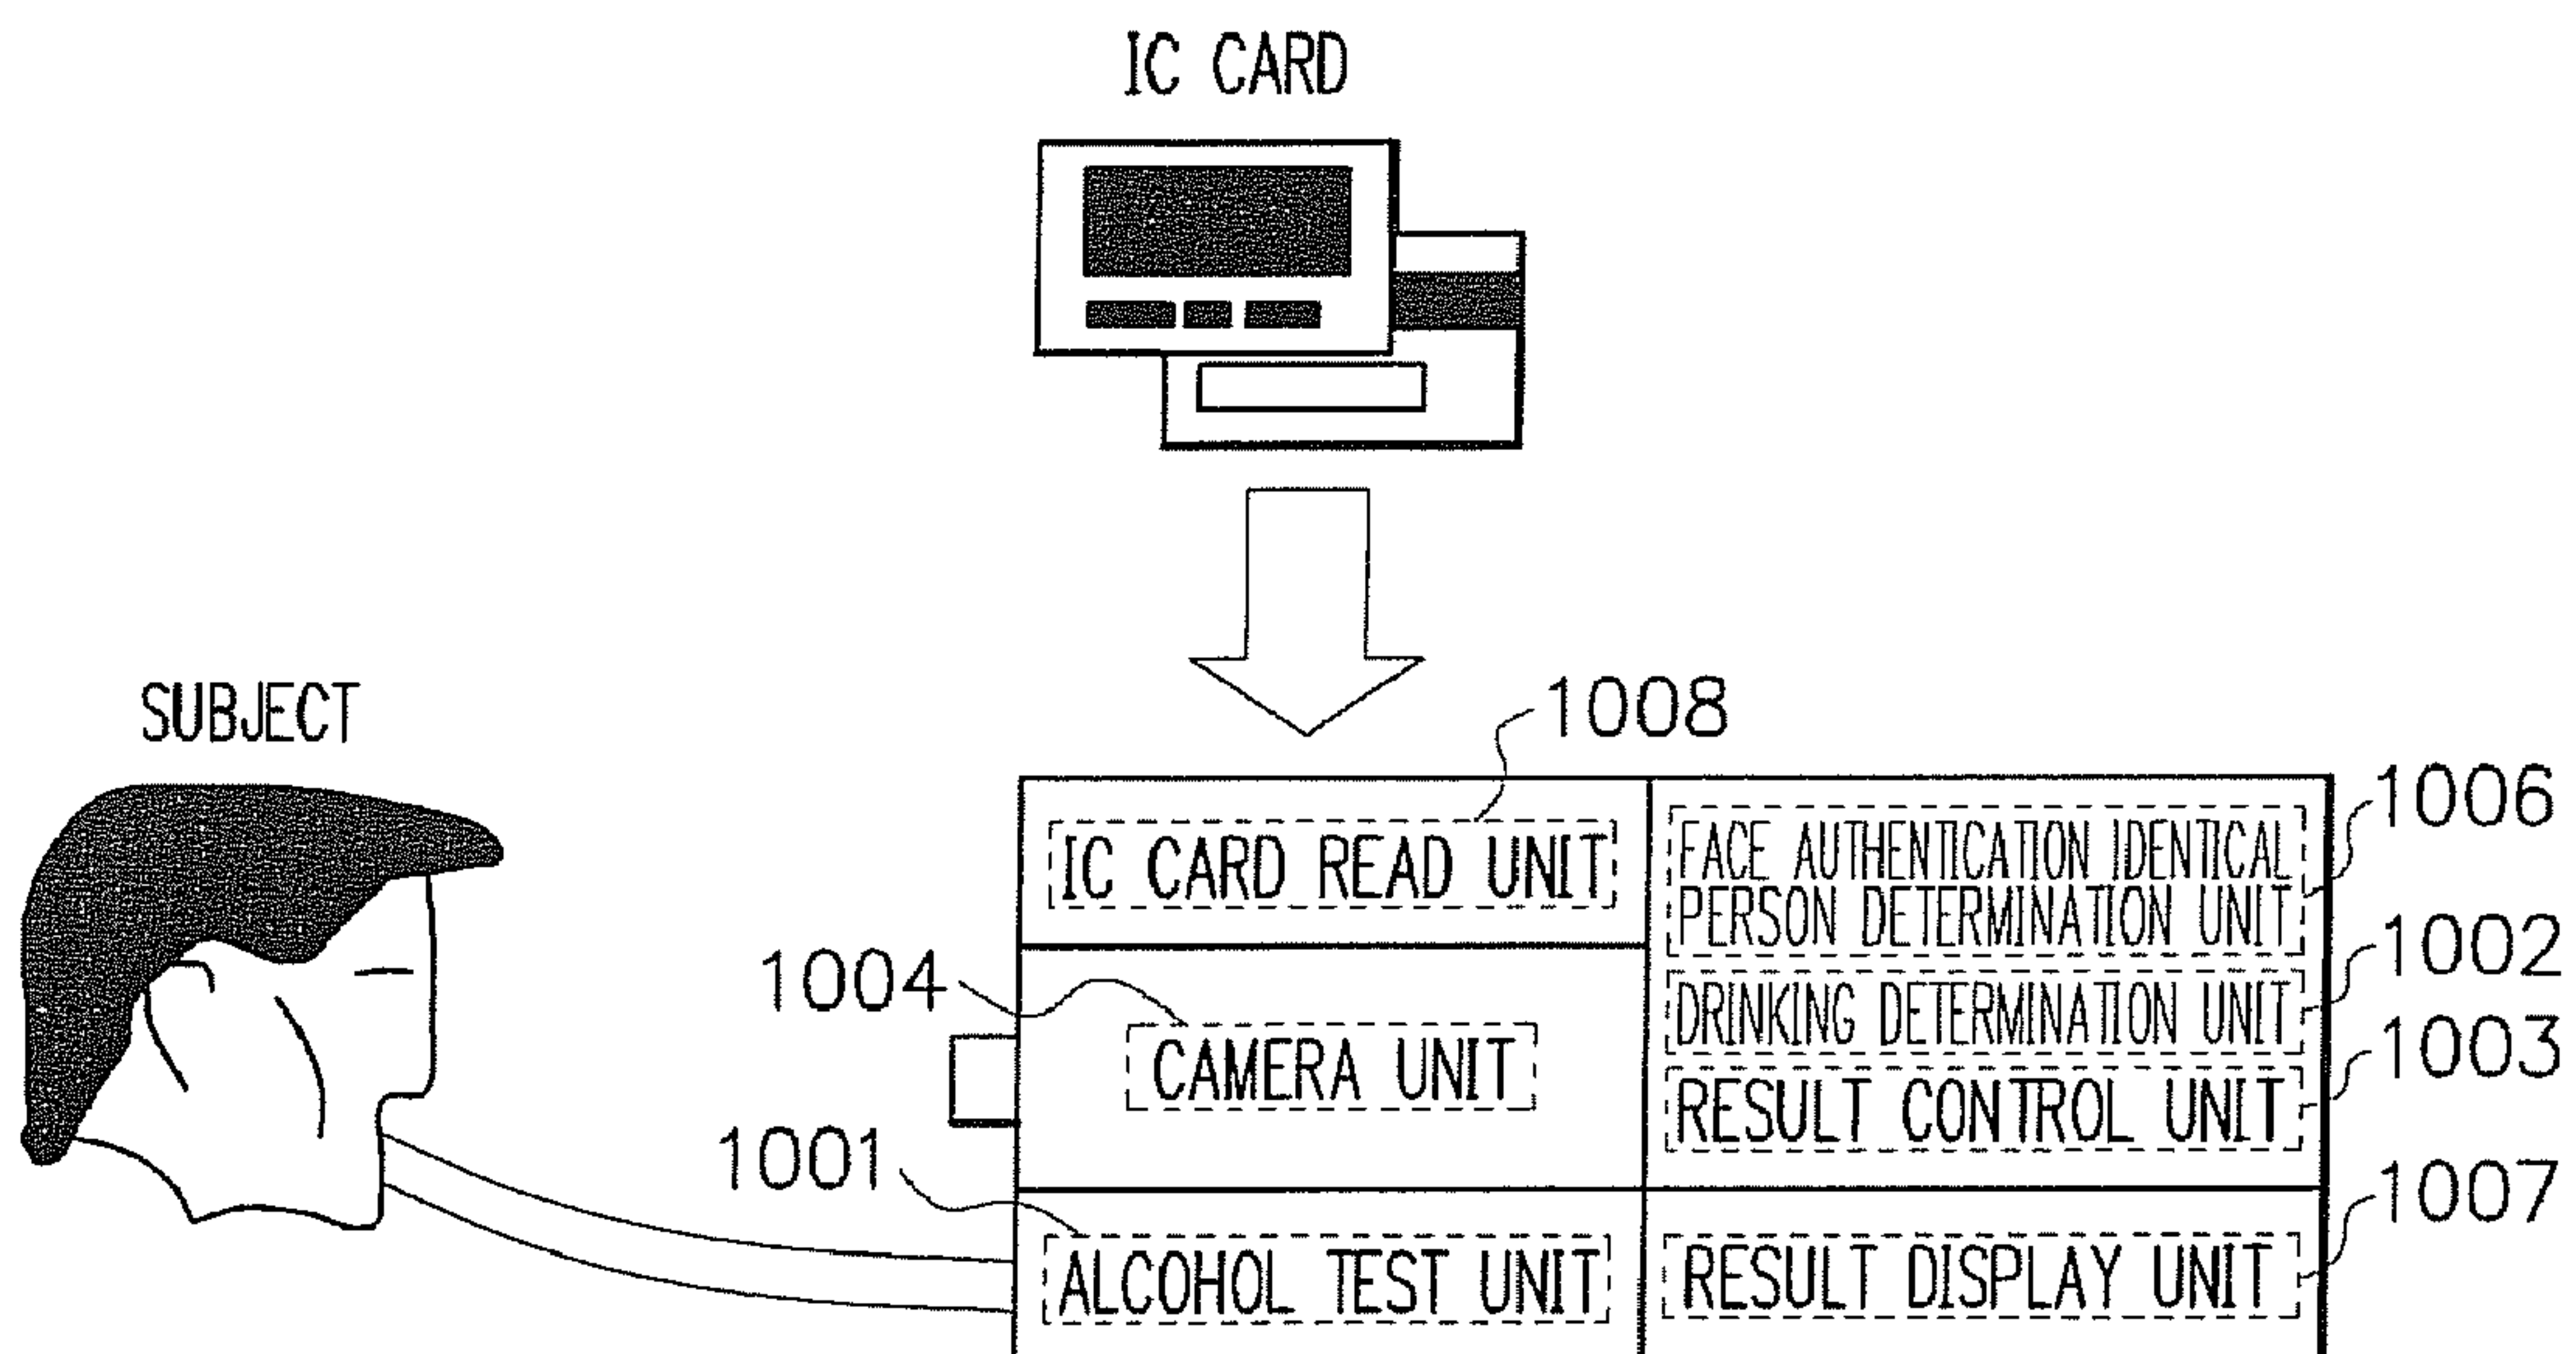 IC CARD
SUBJECT
1008
1006
IC CARD READ UNIT
FACE AUTHENTICATION IDENTICAL
PERSON DETERMINATION UNIT
1002
1004
DRINKING DETERMINATION UNIT
1003
CAMERA UNIT
RESULT CONTROL UNIT
1001
1007
ALCOHOL TEST UNIT
RESULT DISPLAY UNIT